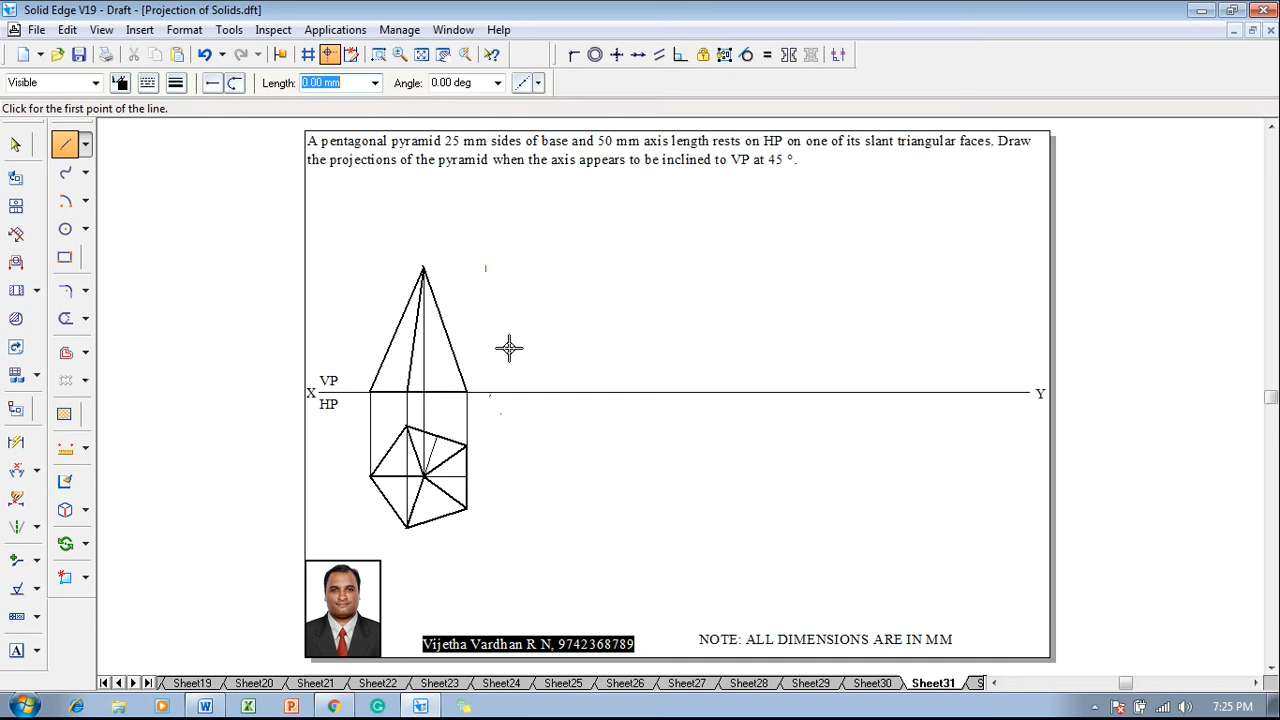 Solid Edge V19 - Draft - [Projection of Solids.dft]
File Edit View Insert Format Tools Inspect Applications Manage Window Help
Visible Length: 0.00 mm Angle: 0.00 deg
Click for the first point of the line.
A pentagonal pyramid 25 mm sides of base and 50 mm axis length rests on HP on one of its slant triangular faces. Draw
the projections of the pyramid when the axis appears to be inclined to VP at 45 °.
VP
X Y
HP
Vijetha Vardhan R N, 9742368789
NOTE: ALL DIMENSIONS ARE IN MM
Sheet19 Sheet20 Sheet21 Sheet22 Sheet23 Sheet24 Sheet25 Sheet26 Sheet27 Sheet28 Sheet29 Sheet30 Sheet31 S
7:25 PM